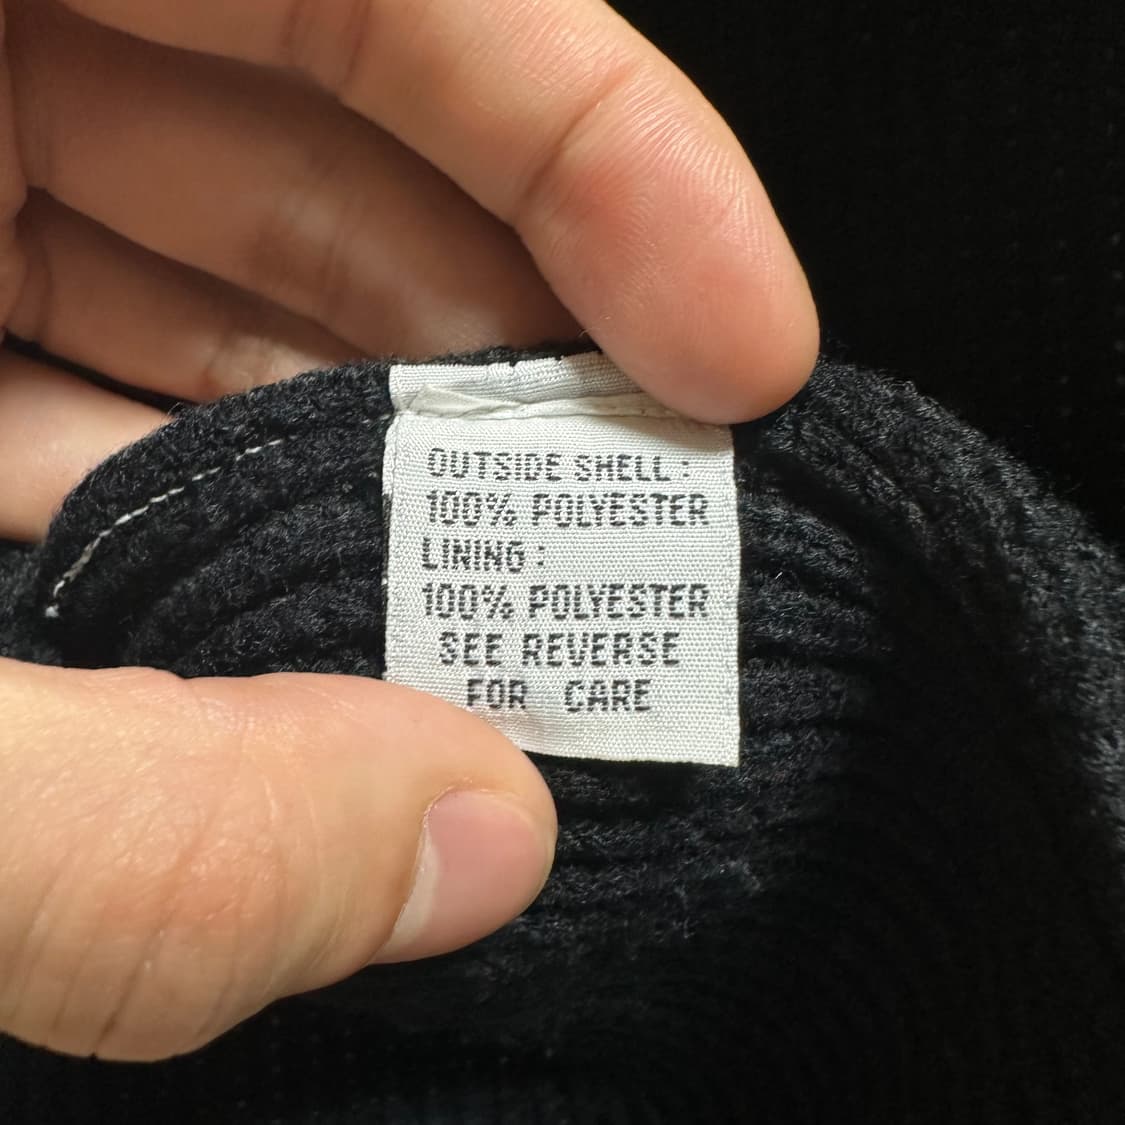 OUTSIDE SHELL :
100% POLYESTER
LINING :
100% POLYESTER
SEE REVERSE
FOR CARE